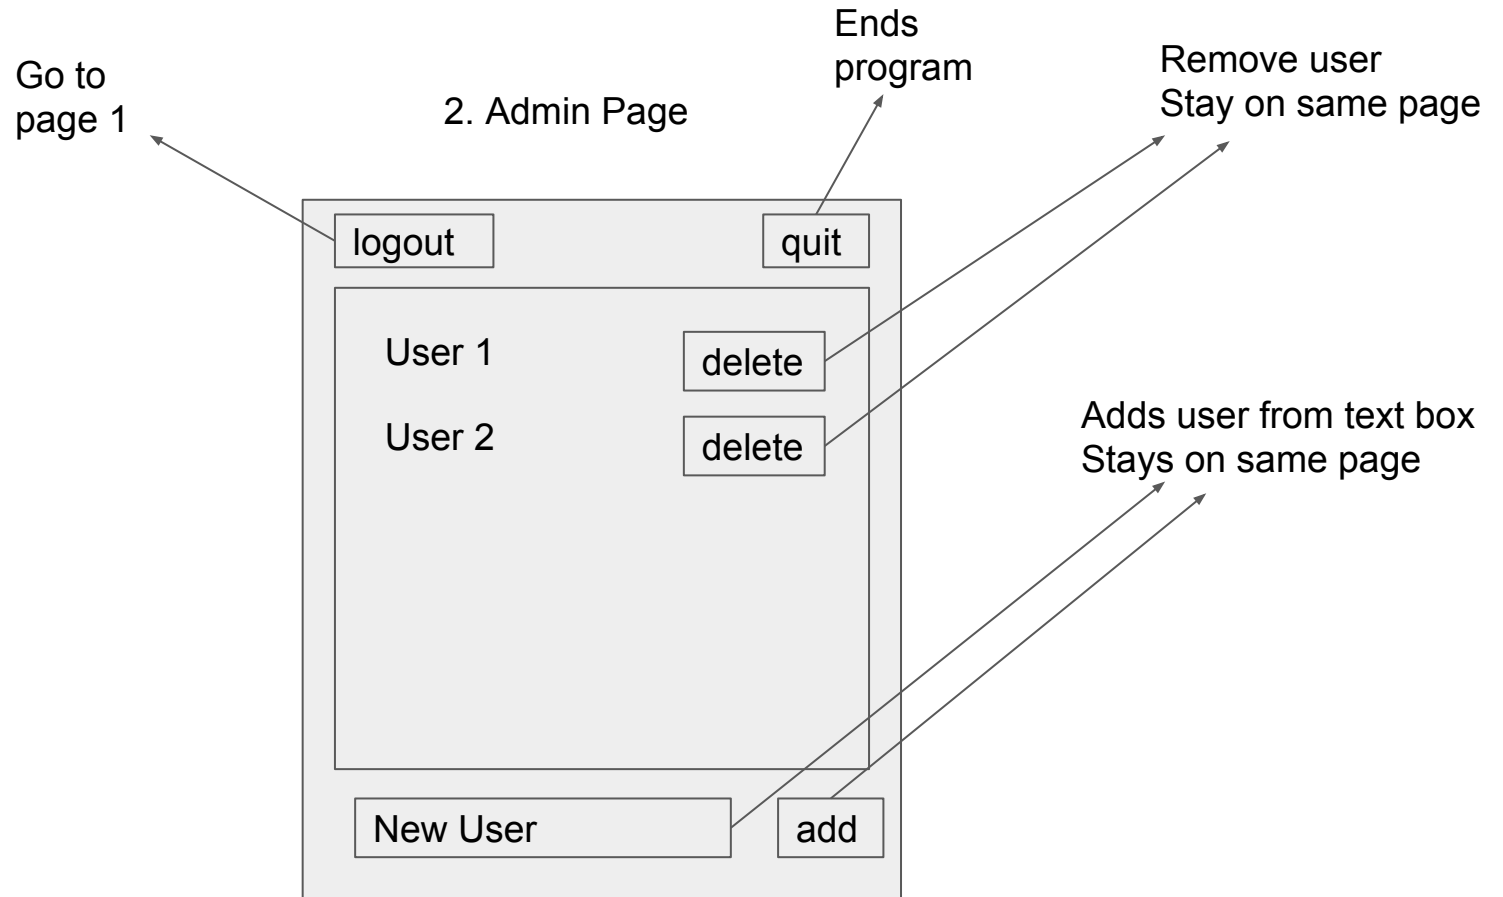 Ends
program
Remove user
Stay on same page
Go to
page 1
2. Admin Page
logout
quit
User 1
delete
User 2
delete
Adds user from text box
Stays on same page
New User
add